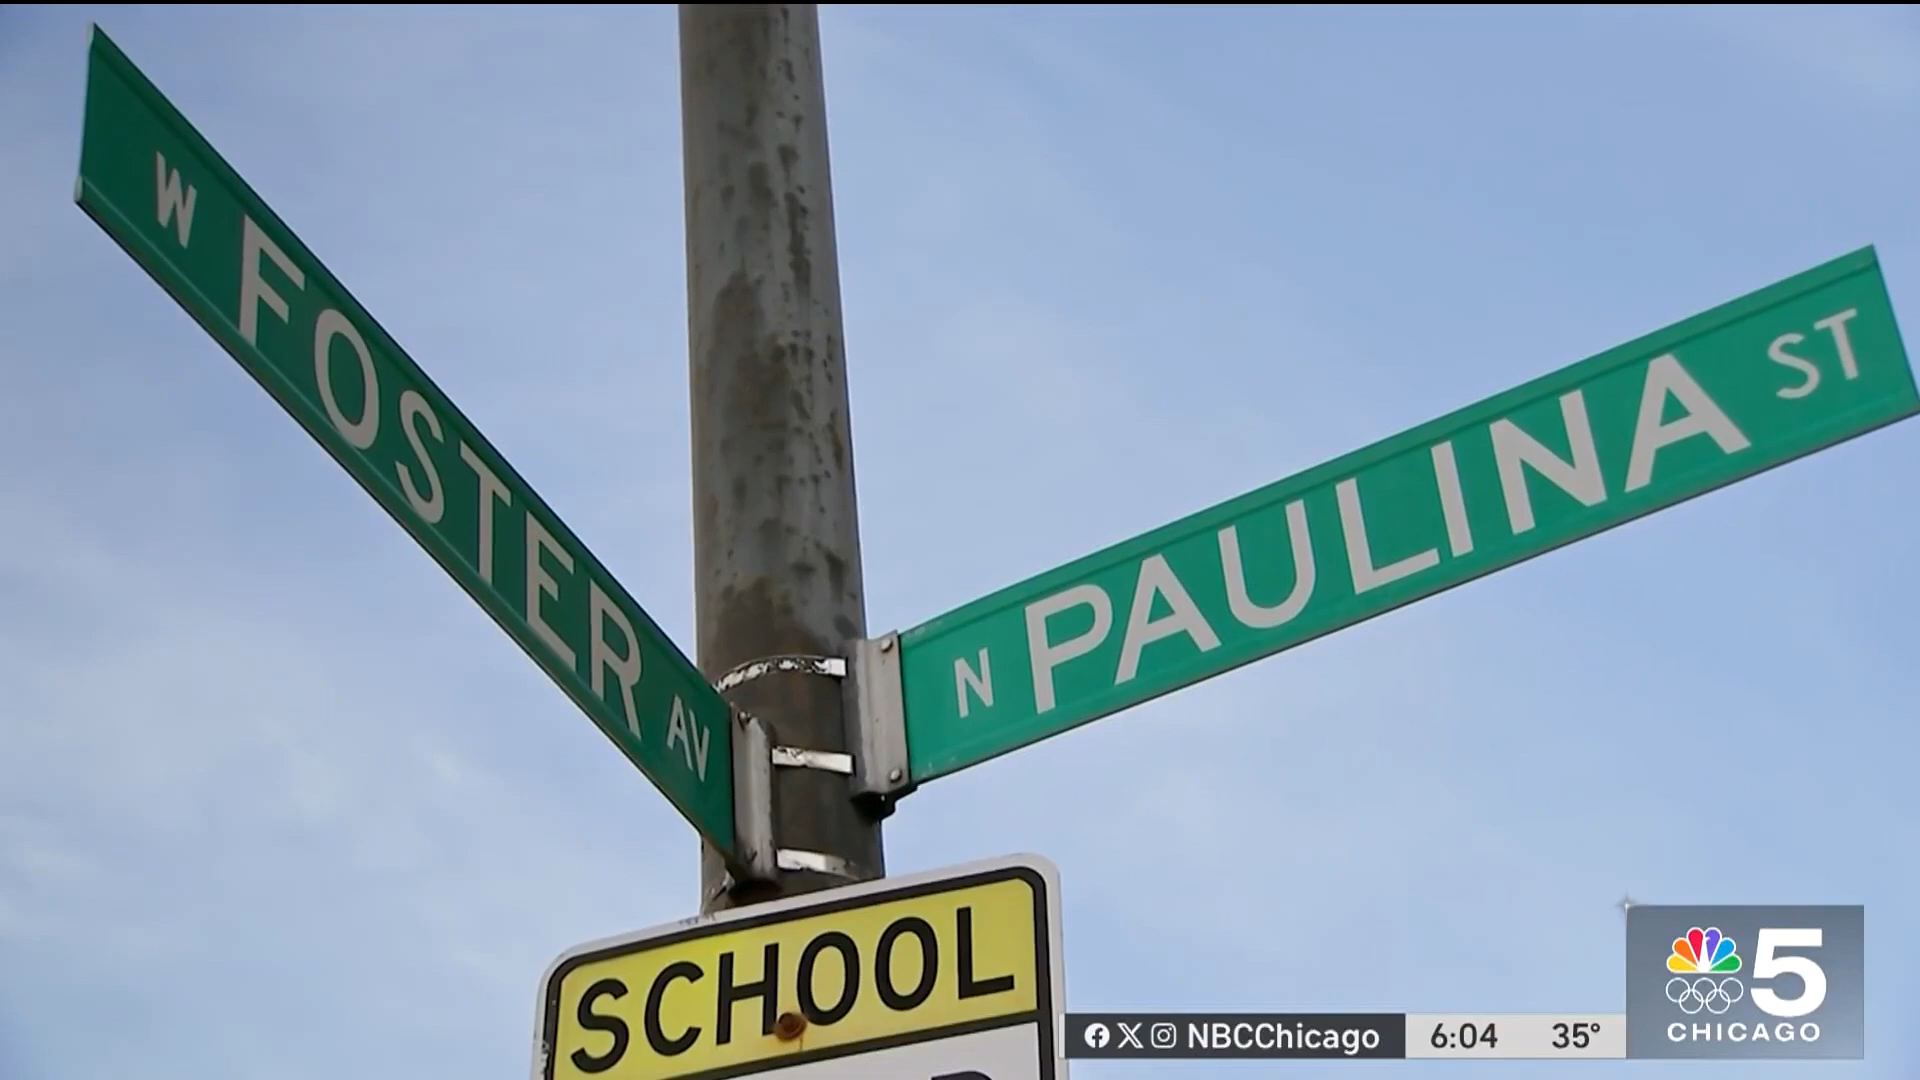 W FOSTER AV
N PAULINA ST
SCHOOL
NBCChicago
6:04 35°
5
CHICAGO